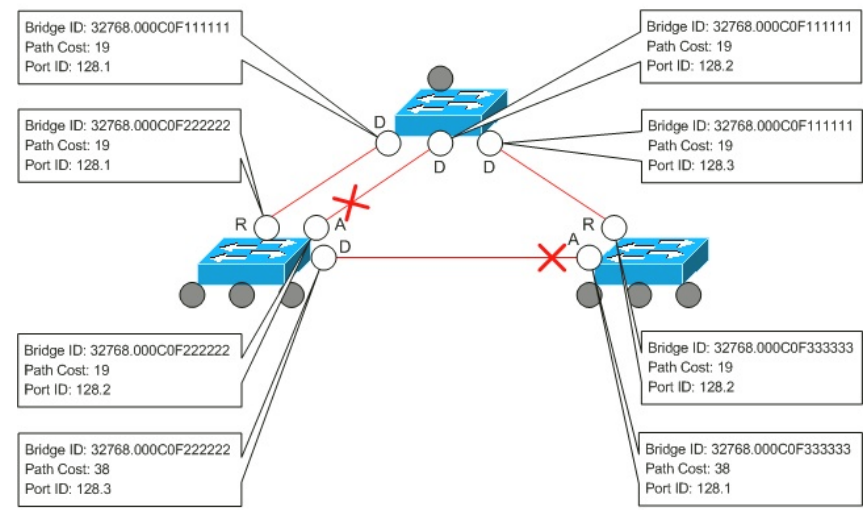 Bridge ID: 32768.000C0F111111
Path Cost: 19
Port ID: 128.1
Bridge ID: 32768.000C0F111111
Path Cost: 19
Port ID: 128.2
Bridge ID: 32768.000C0F222222
Path Cost: 19
Port ID: 128.1
Bridge ID: 32768.000C0F111111
Path Cost: 19
Port ID: 128.3
D
D
D
R
A
D
R
A
Bridge ID: 32768.000C0F222222
Path Cost: 19
Port ID: 128.2
Bridge ID: 32768.000C0F333333
Path Cost: 19
Port ID: 128.2
Bridge ID: 32768.000C0F222222
Path Cost: 38
Port ID: 128.3
Bridge ID: 32768.000C0F333333
Path Cost: 38
Port ID: 128.1